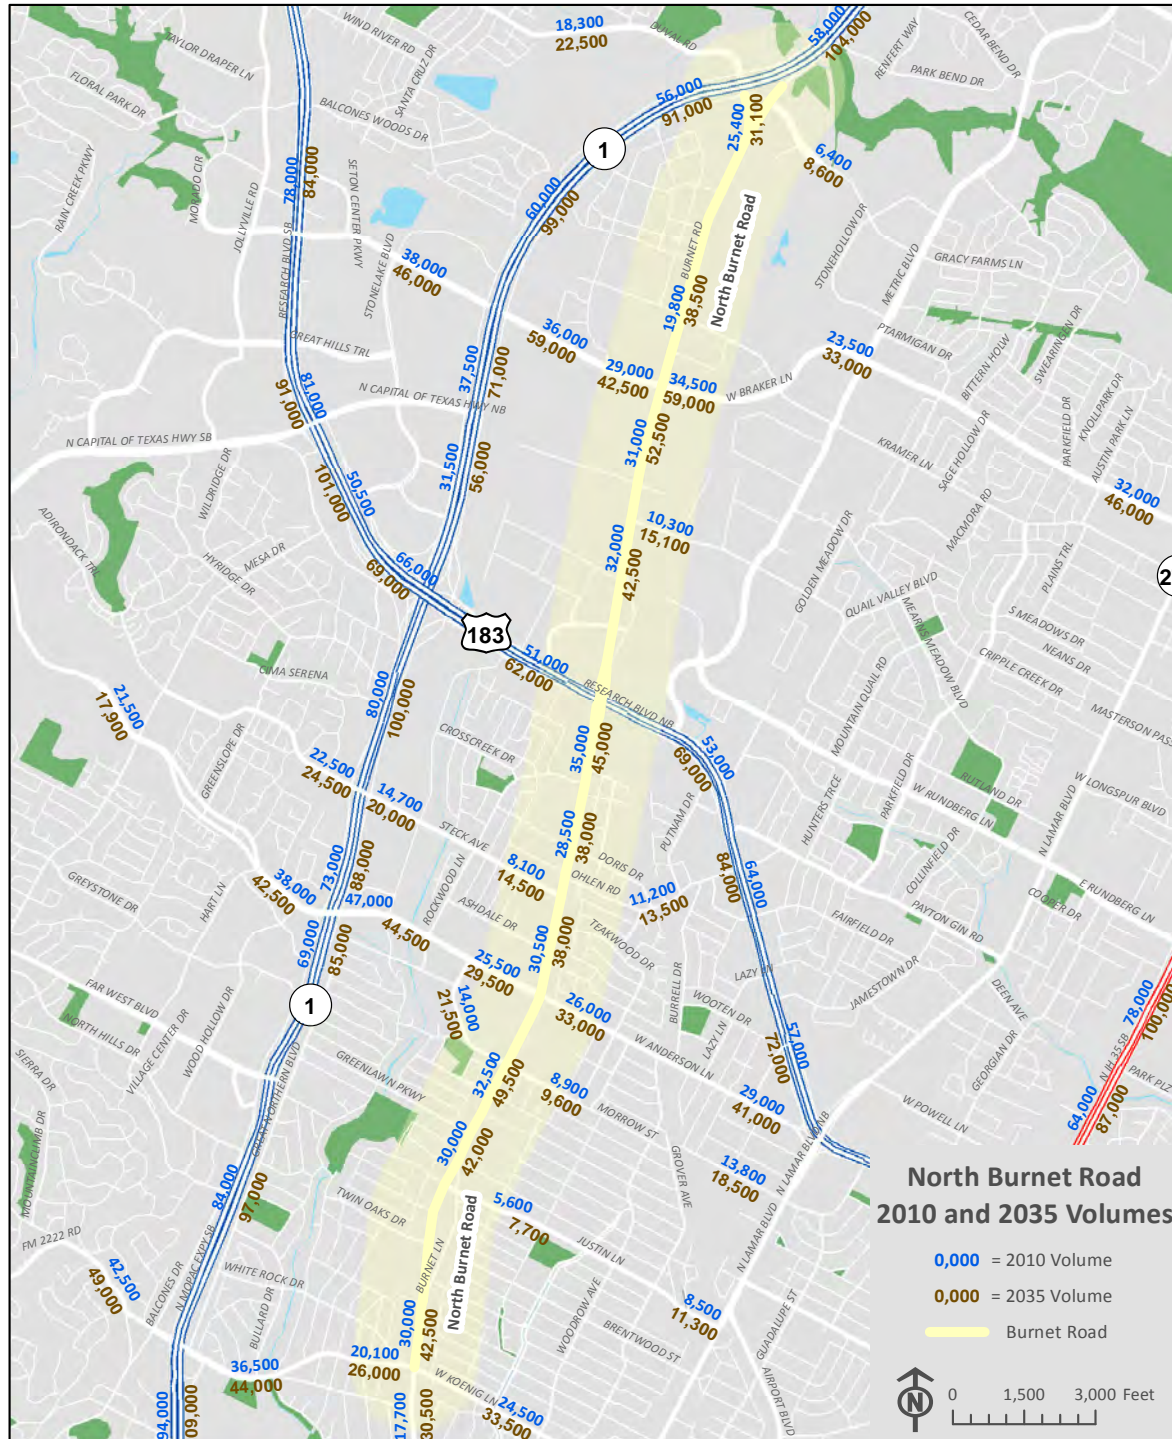 58,000
104,000
18,300
22,500
WIND RIVER RD
DUVAL RD
SANTA CRUZ DR
TAYLOR DRAPER LN
RENFERT WAY
CEDAR BEND DR
PARK BEND DR
FLORAL PARK DR
BALCONES WOODS DR
56,000
91,000
25,400
31,100
1
6,400
8,600
RAIN CREEK PKWY
MORADO CIR
JOLLYVILLE RD
78,000
84,000
SETON CENTER PKWY
STONELAKE BLVD
RESEARCH BLVD SB
60,000
99,000
BURNET RD
North Burnet Road
STONEHOLLOW DR
METRIC BLVD
GRACY FARMS LN
38,000
46,000
19,800
38,500
GREAT HILLS TRL
36,000
59,000
37,500
71,000
29,000
42,500
34,500
59,000
W BRAKER LN
23,500
33,000
PTARMIGAN DR
BITTERN HOLW
SWEARINGEN DR
KNOLLPARK DR
PARKFIELD DR
AUSTIN PARK LN
81,000
91,000
N CAPITAL OF TEXAS HWY NB
N CAPITAL OF TEXAS HWY SB
31,000
52,500
KRAMER LN
SAGE HOLLOW DR
WILDRIDGE DR
101,000
50,500
31,500
56,000
32,000
46,000
ADIRONDACK TRL
MACMORA RD
10,300
15,100
HYRIDGE DR
MESA DR
66,000
69,000
32,000
42,500
GOLDEN MEADOW DR
QUAIL VALLEY BLVD
PLAINS TRL
2
183
MEARNS MEADOW BLVD
S MEADOWS DR
NEANS DR
CRIPPLE CREEK DR
CIMA SERENA
51,000
62,000
RESEARCH BLVD NB
MOUNTAIN QUAIL RD
MASTERSON PASS
21,500
17,900
80,000
100,000
CROSSCREEK DR
35,000
45,000
53,000
69,000
GREENSLOPE DR
22,500
24,500
14,700
20,000
PUTNAM DR
HUNTERS TRCE
PARKFIELD DR
W RUNDBERG LN
RUTLAND DR
W LONGSPUR BLVD
N LAMAR BLVD
STECK AVE
28,500
38,000
DORIS DR
OHLEN RD
8,100
14,500
64,000
84,000
COLLINFIELD DR
E RUNDBERG LN
COOPER DR
GREYSTONE DR
HART LN
38,000
42,500
73,000
88,000
47,000
44,500
ROCKWOOD LN
ASHDALE DR
11,200
13,500
TEAKWOOD DR
FAIRFIELD DR
PAYTON GIN RD
69,000
85,000
25,500
29,500
30,500
38,000
LAZY LN
JAMESTOWN DR
FAR WEST BLVD
NORTH HILLS DR
1
14,000
21,500
26,000
33,000
BURRELL DR
WOOTEN DR
LAZY LN
57,000
72,000
DEEN AVE
GEORGIAN DR
78,000
100,000
N IH 35 SB
SIERRA DR
VILLAGE CENTER DR
WOOD HOLLOW DR
GREAT NORTHERN BLVD
GREENLAWN PKWY
32,500
49,500
W ANDERSON LN
8,900
9,600
MORROW ST
29,000
41,000
W POWELL LN
PARK PLZ
64,000
87,000
MOUNTAINCLIMB DR
84,000
97,000
30,000
42,000
GROVER AVE
13,800
18,500
N LAMAR BLVD NB
TWIN OAKS DR
5,600
7,700
JUSTIN LN
N LAMAR BLVD
FM 2222 RD
42,500
49,000
BALCONES DR
N MOPAC EXPY SB
WHITE ROCK DR
BULLARD DR
BURNET LN
North Burnet Road
30,000
42,500
WOODROW AVE
BRENTWOOD ST
8,500
11,300
GUADALUPE ST
AIRPORT BLVD
36,500
44,000
20,100
26,000
W KOENIG LN
24,500
33,500
94,000
09,000
17,700
30,500
North Burnet Road
2010 and 2035 Volumes
0,000 = 2010 Volume
0,000 = 2035 Volume
Burnet Road
N
0 1,500 3,000 Feet